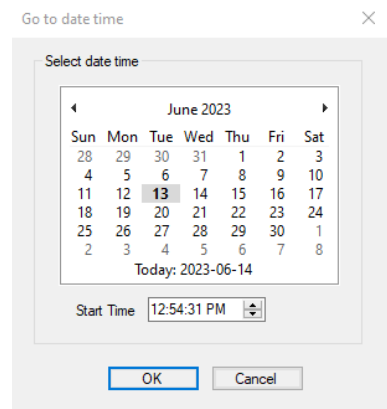 Go to date time
Select date time
June 2023
Sun Mon Tue Wed Thu Fri Sat
28 29 30 31 1 2 3
4 5 6 7 8 9 10
11 12 13 14 15 16 17
18 19 20 21 22 23 24
25 26 27 28 29 30 1
2 3 4 5 6 7 8
Today: 2023-06-14
Start Time 12:54:31 PM
OK Cancel